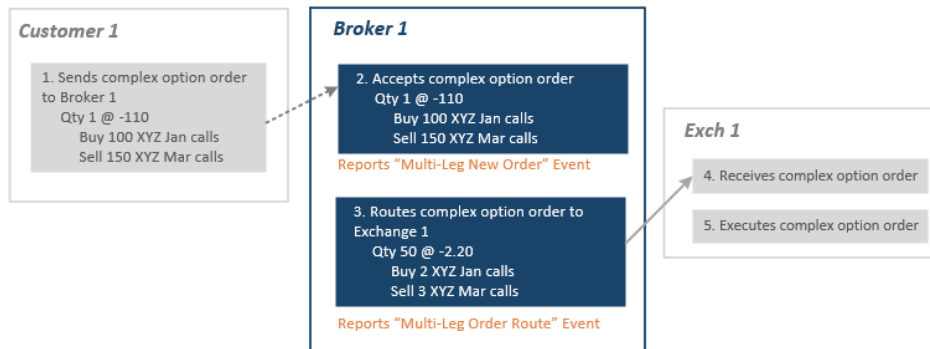 Customer 1
1. Sends complex option order
to Broker 1
Qty 1 @ -110
Buy 100 XYZ Jan calls
Sell 150 XYZ Mar calls
Broker 1
2. Accepts complex option order
Qty 1 @ -110
Buy 100 XYZ Jan calls
Sell 150 XYZ Mar calls
Reports “Multi-Leg New Order” Event
3. Routes complex option order to
Exchange 1
Qty 50 @ -2.20
Buy 2 XYZ Jan calls
Sell 3 XYZ Mar calls
Reports “Multi-Leg Order Route” Event
Exch 1
4. Receives complex option order
5. Executes complex option order